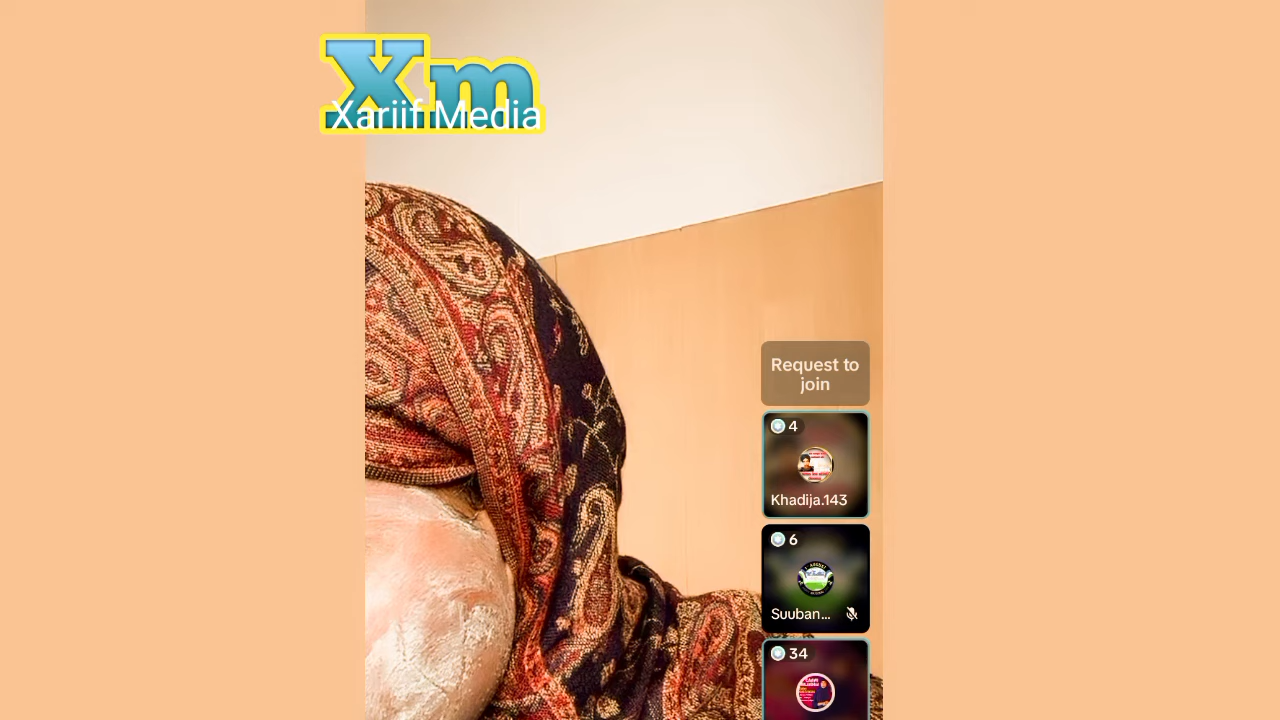 Xm
Xariif Media
Request to
join
4
Khadija.143
6
Suuban...
34